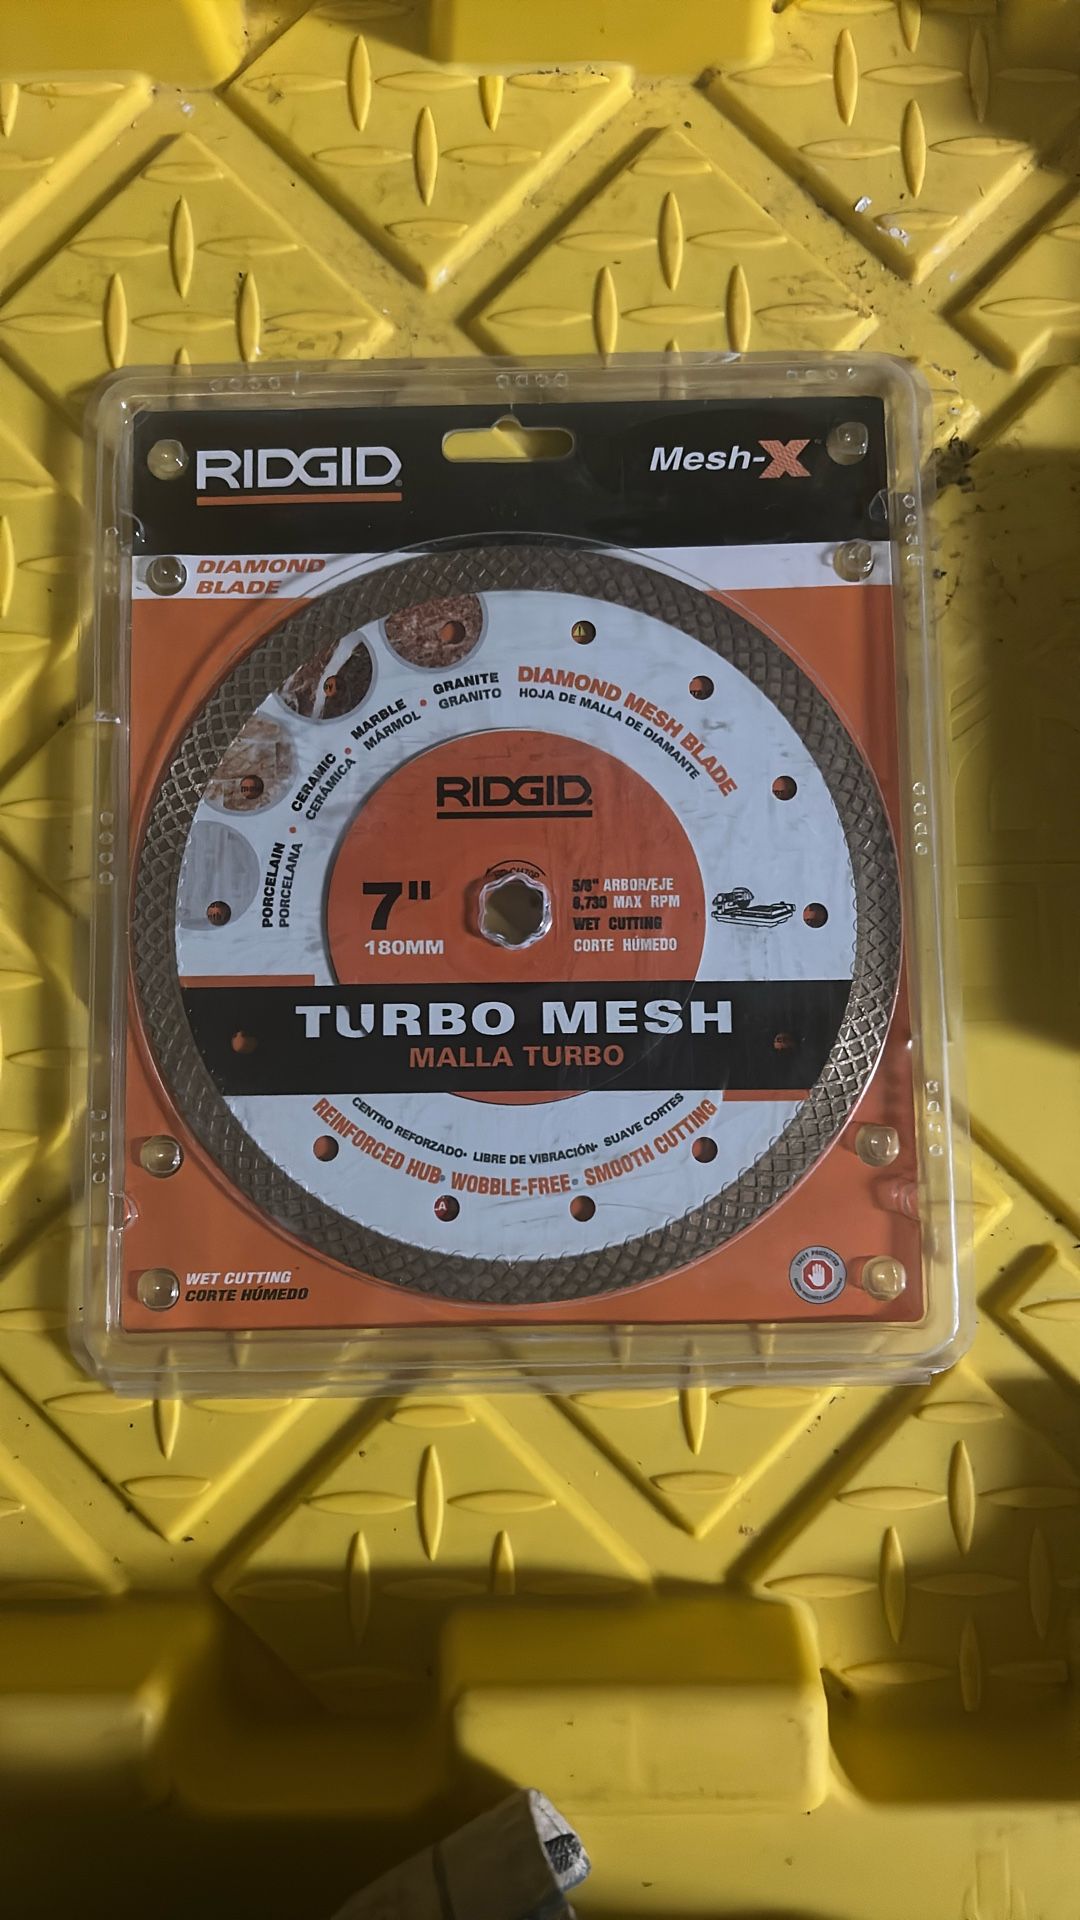 RIDGID
Mesh-X
DIAMOND
BLADE
GRANITE
GRANITO
MARBLE
MÁRMOL
CERAMIC
CERÁMICA
PORCELAIN
PORCELANA
DIAMOND MESH BLADE
HOJA DE MALLA DE DIAMANTE
RIDGID
7"
180MM
5/8" ARBOR/EJE
8,730 MAX RPM
WET CUTTING
CORTE HÚMEDO
TURBO MESH
MALLA TURBO
CENTRO REFORZADO• LIBRE DE VIBRACIÓN• SUAVE CORTES
REINFORCED HUB• WOBBLE-FREE• SMOOTH CUTTING
WET CUTTING
CORTE HÚMEDO